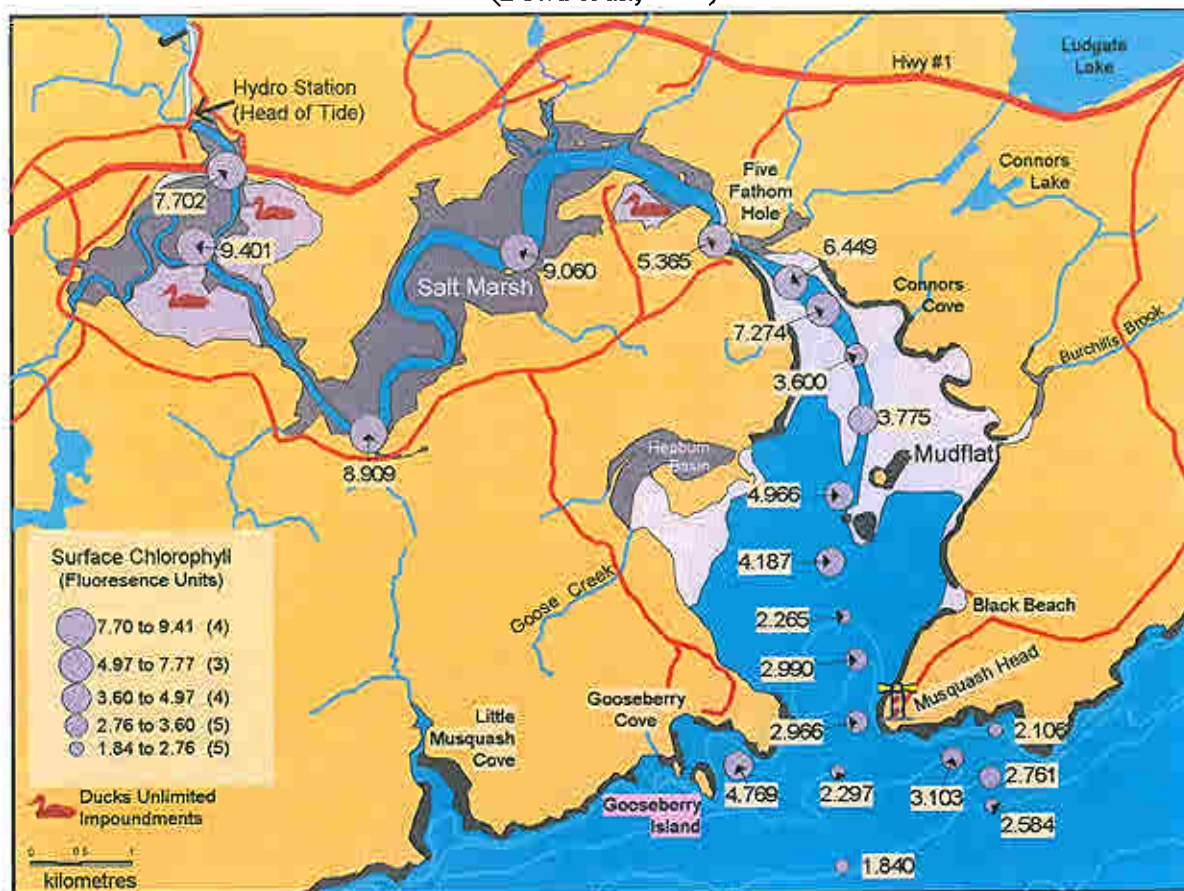 Hwy #1
Ludgate
Lake
Hydro Station
(Head of Tide)
Connors
Lake
Five
Fathom
Hole
7.702
9.401
9.060
5.365
6.449
Salt Marsh
Connors
Cove
7.274
Burchills Brook
3.600
3.775
8.909
Hepburn
Basin
Mudflat
4.966
Surface Chlorophyll
(Fluoresence Units)
7.70 to 9.41 (4)
4.97 to 7.77 (3)
3.60 to 4.97 (4)
2.76 to 3.60 (5)
1.84 to 2.76 (5)
4.187
Goose Creek
Black Beach
2.265
2.990
Musquash Head
Gooseberry
Cove
Little
Musquash
Cove
2.966
2.106
4.769
2.297
3.103
2.761
2.584
Gooseberry
Island
Ducks Unlimited
Impoundments
0 1
kilometres
1.840